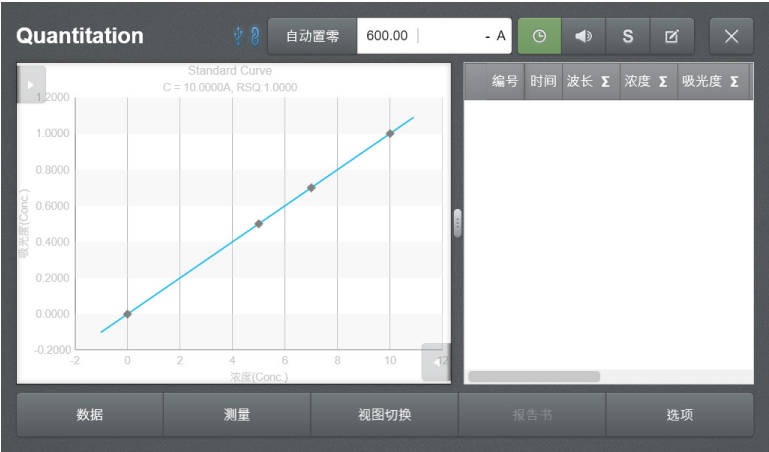 Quantitation
自动置零
600.00
- A
S
Standard Curve
C = 10.0000A, RSQ:1.0000
1.2000
1.0000
0.8000
0.6000
0.4000
0.2000
0.0000
-0.2000
吸光度(Conc.)
-2 0 2 4 6 8 10 12
浓度(Conc.)
编号 时间 波长 Σ 浓度 Σ 吸光度 Σ
数据 测量 视图切换 报告书 选项